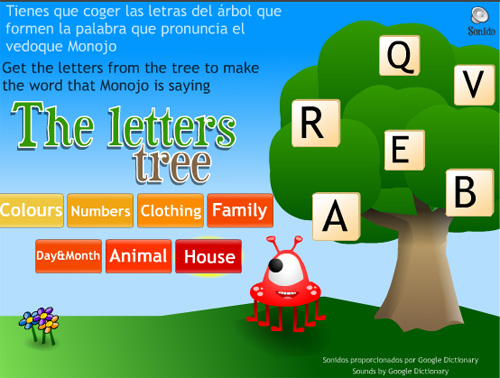 Tienes que coger las letras del árbol que
formen la palabra que pronuncia el
vedoque Monojo
Sonido
Get the letters from the tree to make
the word that Monojo is saying
The letters
tree
Q
V
R
E
B
A
Colours Numbers Clothing Family
Day&Month Animal House
Sonidos proporcionados por Google Dictionary
Sounds by Google Dictionary